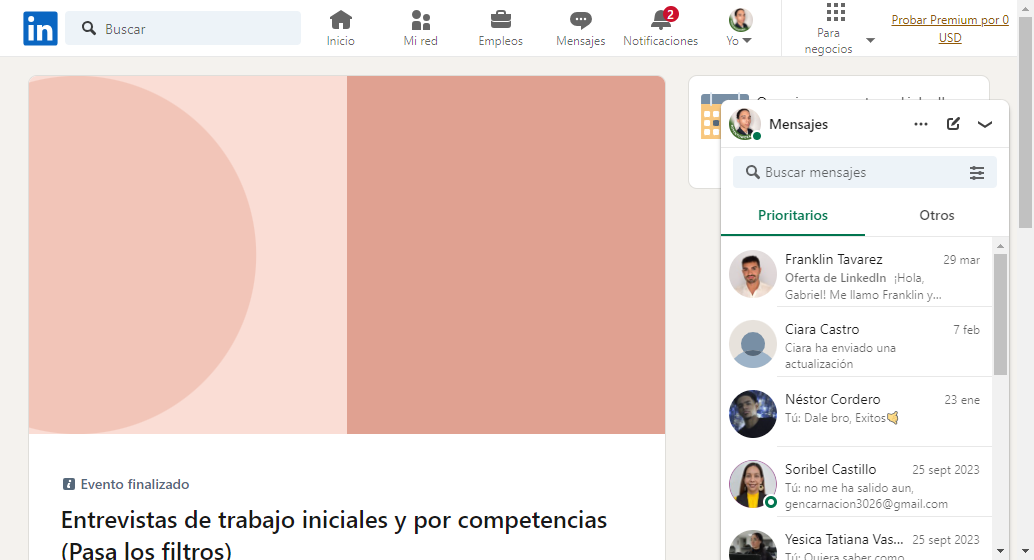 in
Buscar
Inicio
Mi red
Empleos
Mensajes
2
Notificaciones
Yo
Para
negocios
Probar Premium por 0
USD
Mensajes
Buscar mensajes
Prioritarios
Otros
Franklin Tavarez
29 mar
Oferta de LinkedIn ¡Hola,
Gabriel! Me llamo Franklin y...
Ciara Castro
7 feb
Ciara ha enviado una
actualización
Néstor Cordero
23 ene
Tú: Dale bro, Exitos
Soribel Castillo
25 sept 2023
Tú: no me ha salido aun,
gencarnacion3026@gmail.com
Yesica Tatiana Vas...
25 sept 2023
Tú: Quiera saber como
Evento finalizado
Entrevistas de trabajo iniciales y por competencias
(Pasa los filtros)